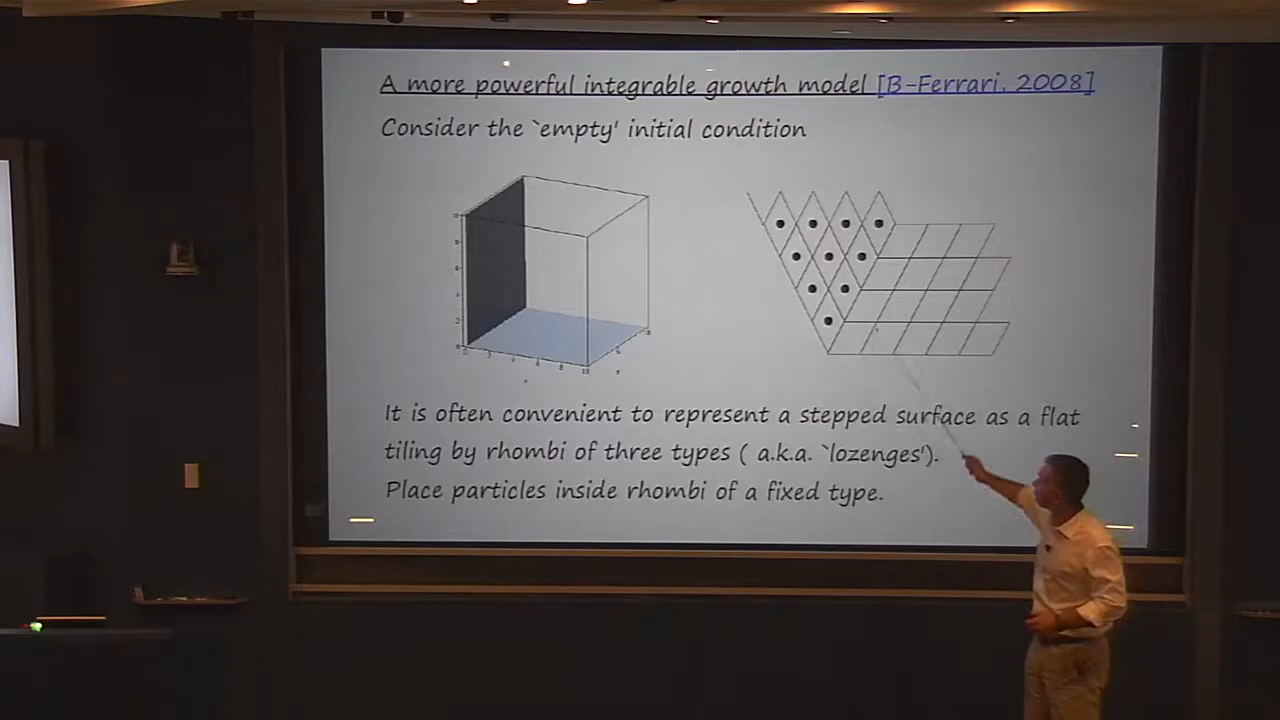 A more powerful integrable growth model [B-Ferrari, 2008]
Consider the `empty' initial condition
It is often convenient to represent a stepped surface as a flat
tiling by rhombi of three types ( a.k.a. `lozenges').
Place particles inside rhombi of a fixed type.